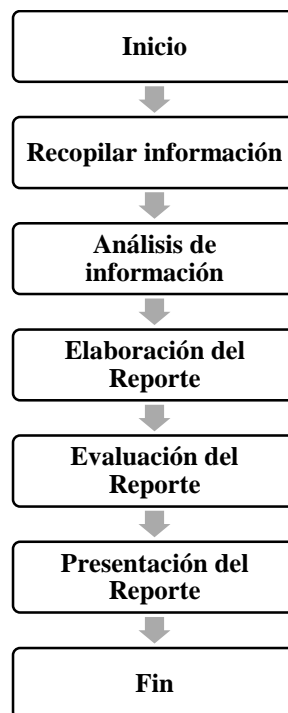 Inicio
Recopilar información
Análisis de
información
Elaboración del
Reporte
Evaluación del
Reporte
Presentación del
Reporte
Fin